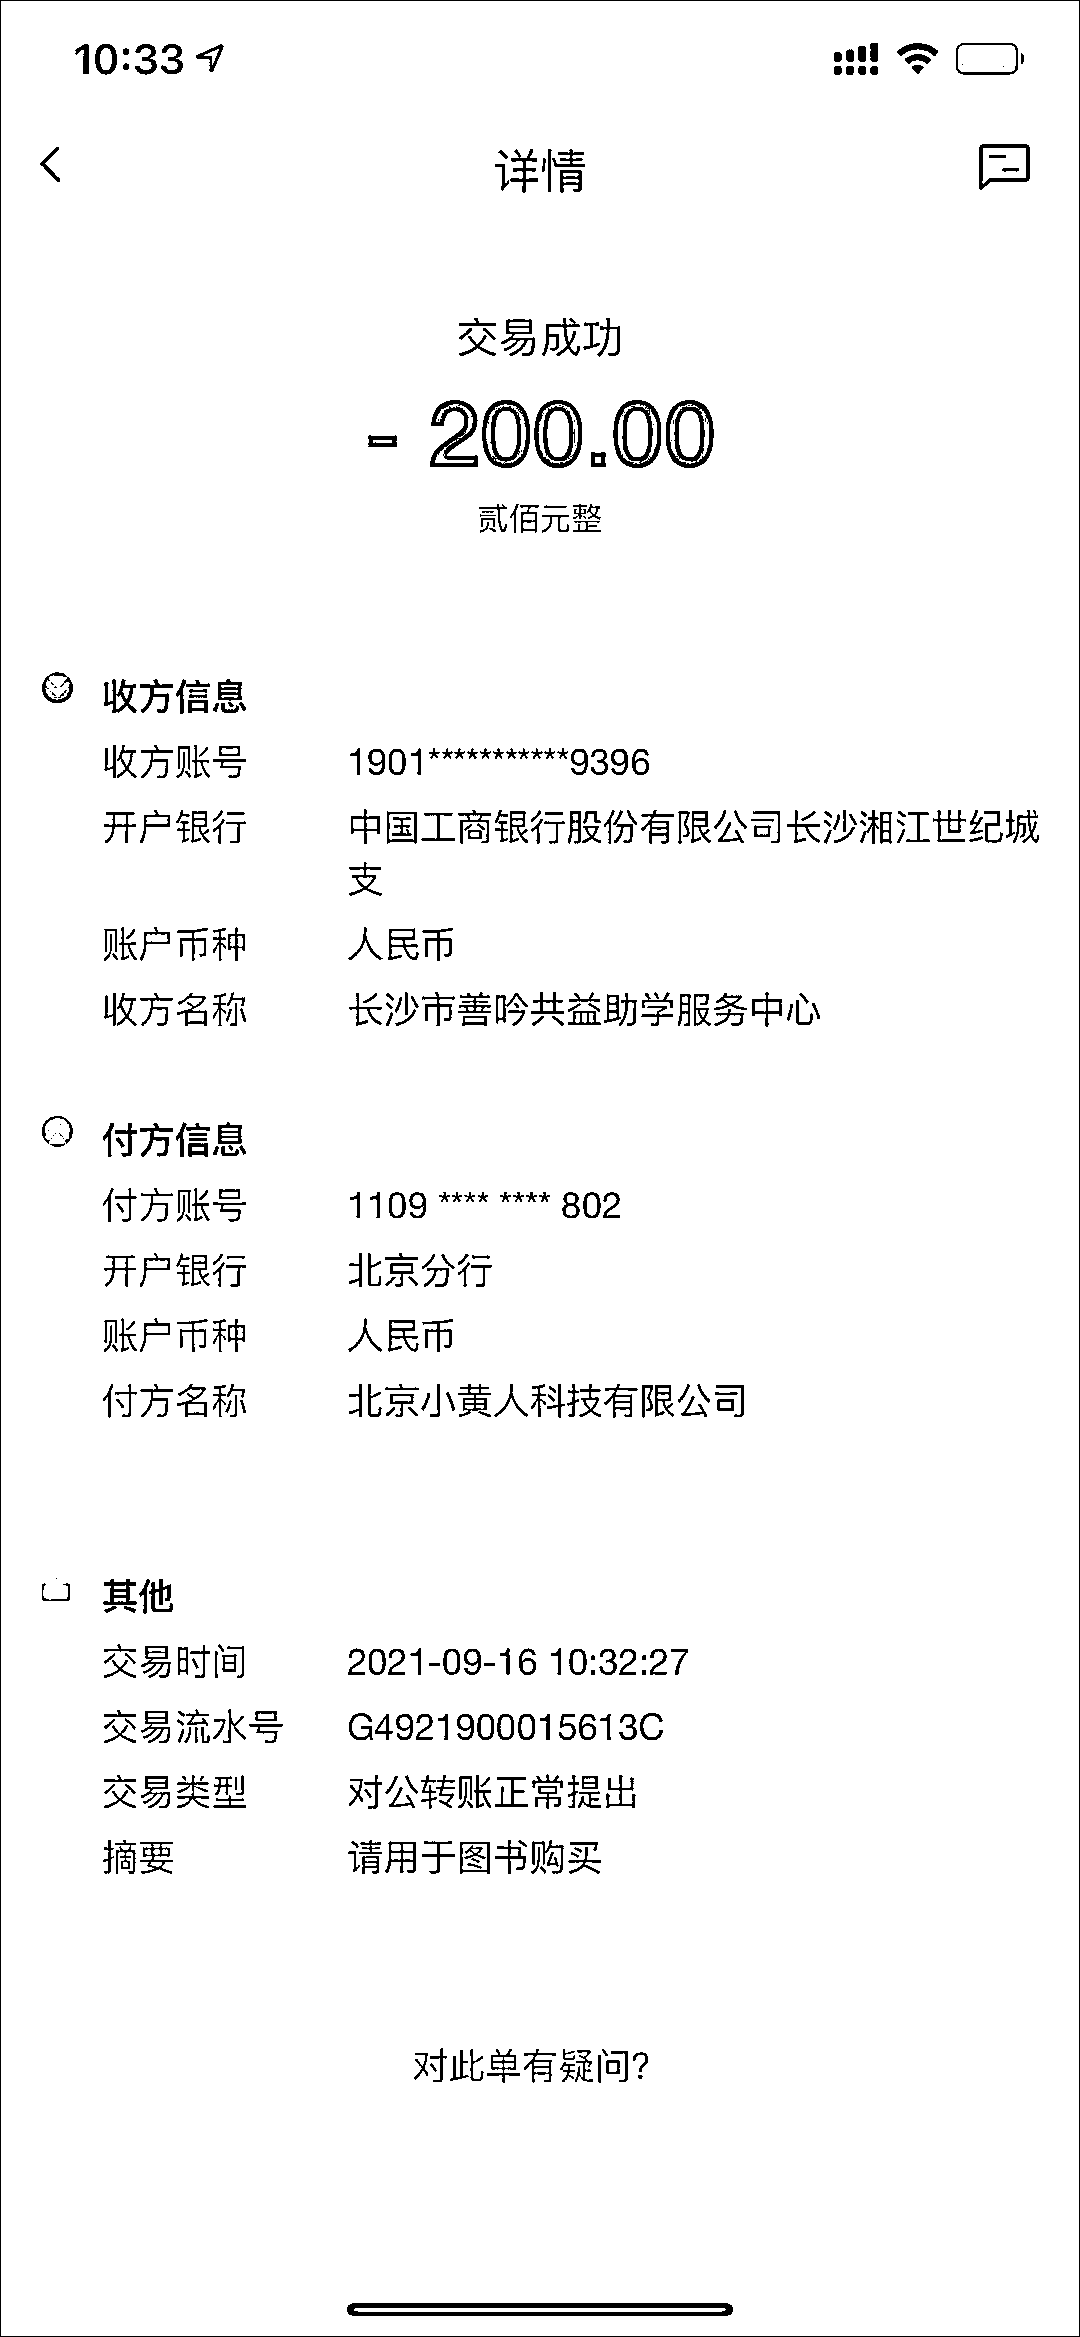 10:33
详情
交易成功
- 200.00
贰佰元整
收方信息
收方账号 1901***********9396
开户银行 中国工商银行股份有限公司长沙湘江世纪城
支
账户币种 人民币
收方名称 长沙市善吟共益助学服务中心
付方信息
付方账号 1109 **** **** 802
开户银行 北京分行
账户币种 人民币
付方名称 北京小黄人科技有限公司
其他
交易时间 2021-09-16 10:32:27
交易流水号 G4921900015613C
交易类型 对公转账正常提出
摘要 请用于图书购买
对此单有疑问?